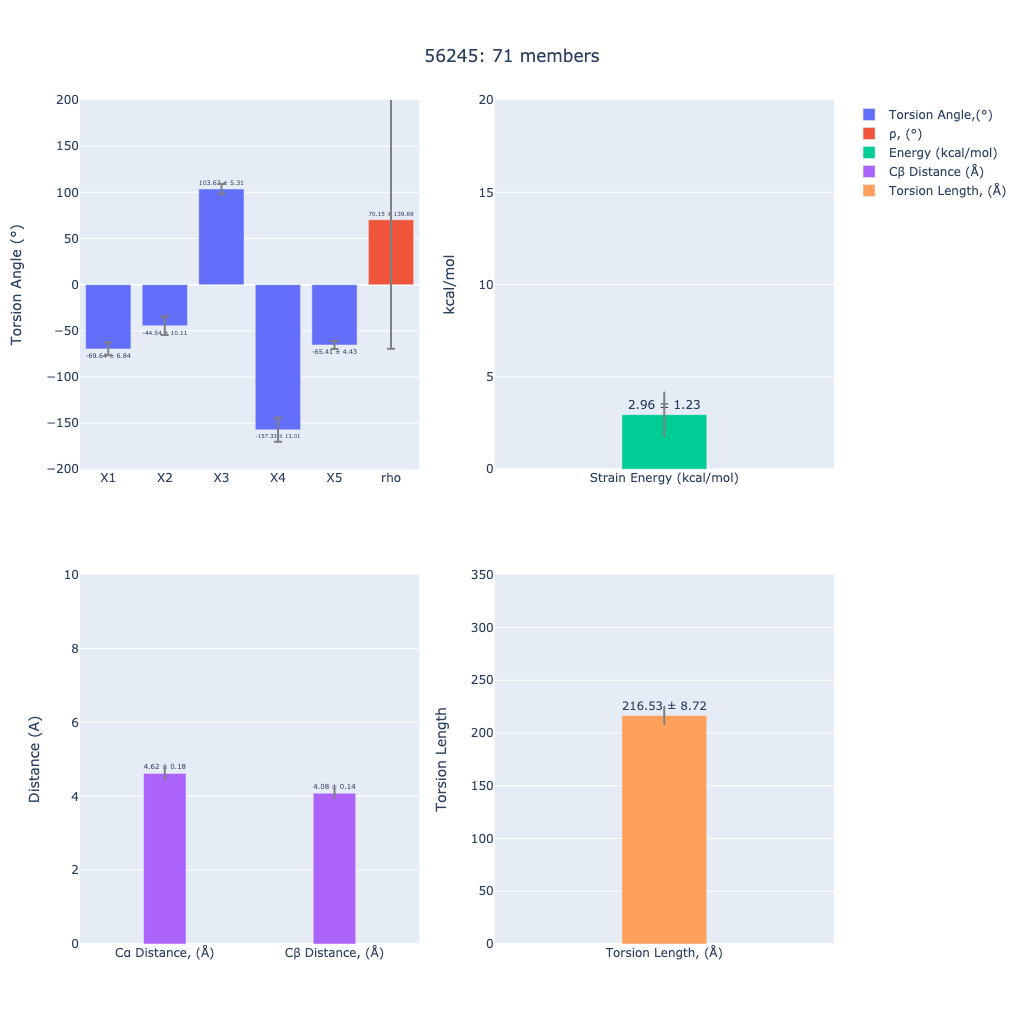 56245: 71 members
Torsion Angle (°)
200
150
100
50
0
−50
−100
−150
−200
-69.64 ± 6.84
-44.54 ± 10.11
103.62 ± 5.31
-157.33 ± 13.01
-65.41 ± 4.43
70.15 ± 139.69
X1 X2 X3 X4 X5 rho
kcal/mol
20
15
10
5
0
2.96 ± 1.23
Strain Energy (kcal/mol)
Torsion Angle,(°)
ρ, (°)
Energy (kcal/mol)
Cβ Distance (Å)
Torsion Length, (Å)
Distance (A)
10
8
6
4
2
0
4.62 ± 0.18
4.08 ± 0.14
Cα Distance, (Å) Cβ Distance, (Å)
Torsion Length
350
300
250
200
150
100
50
0
216.53 ± 8.72
Torsion Length, (Å)